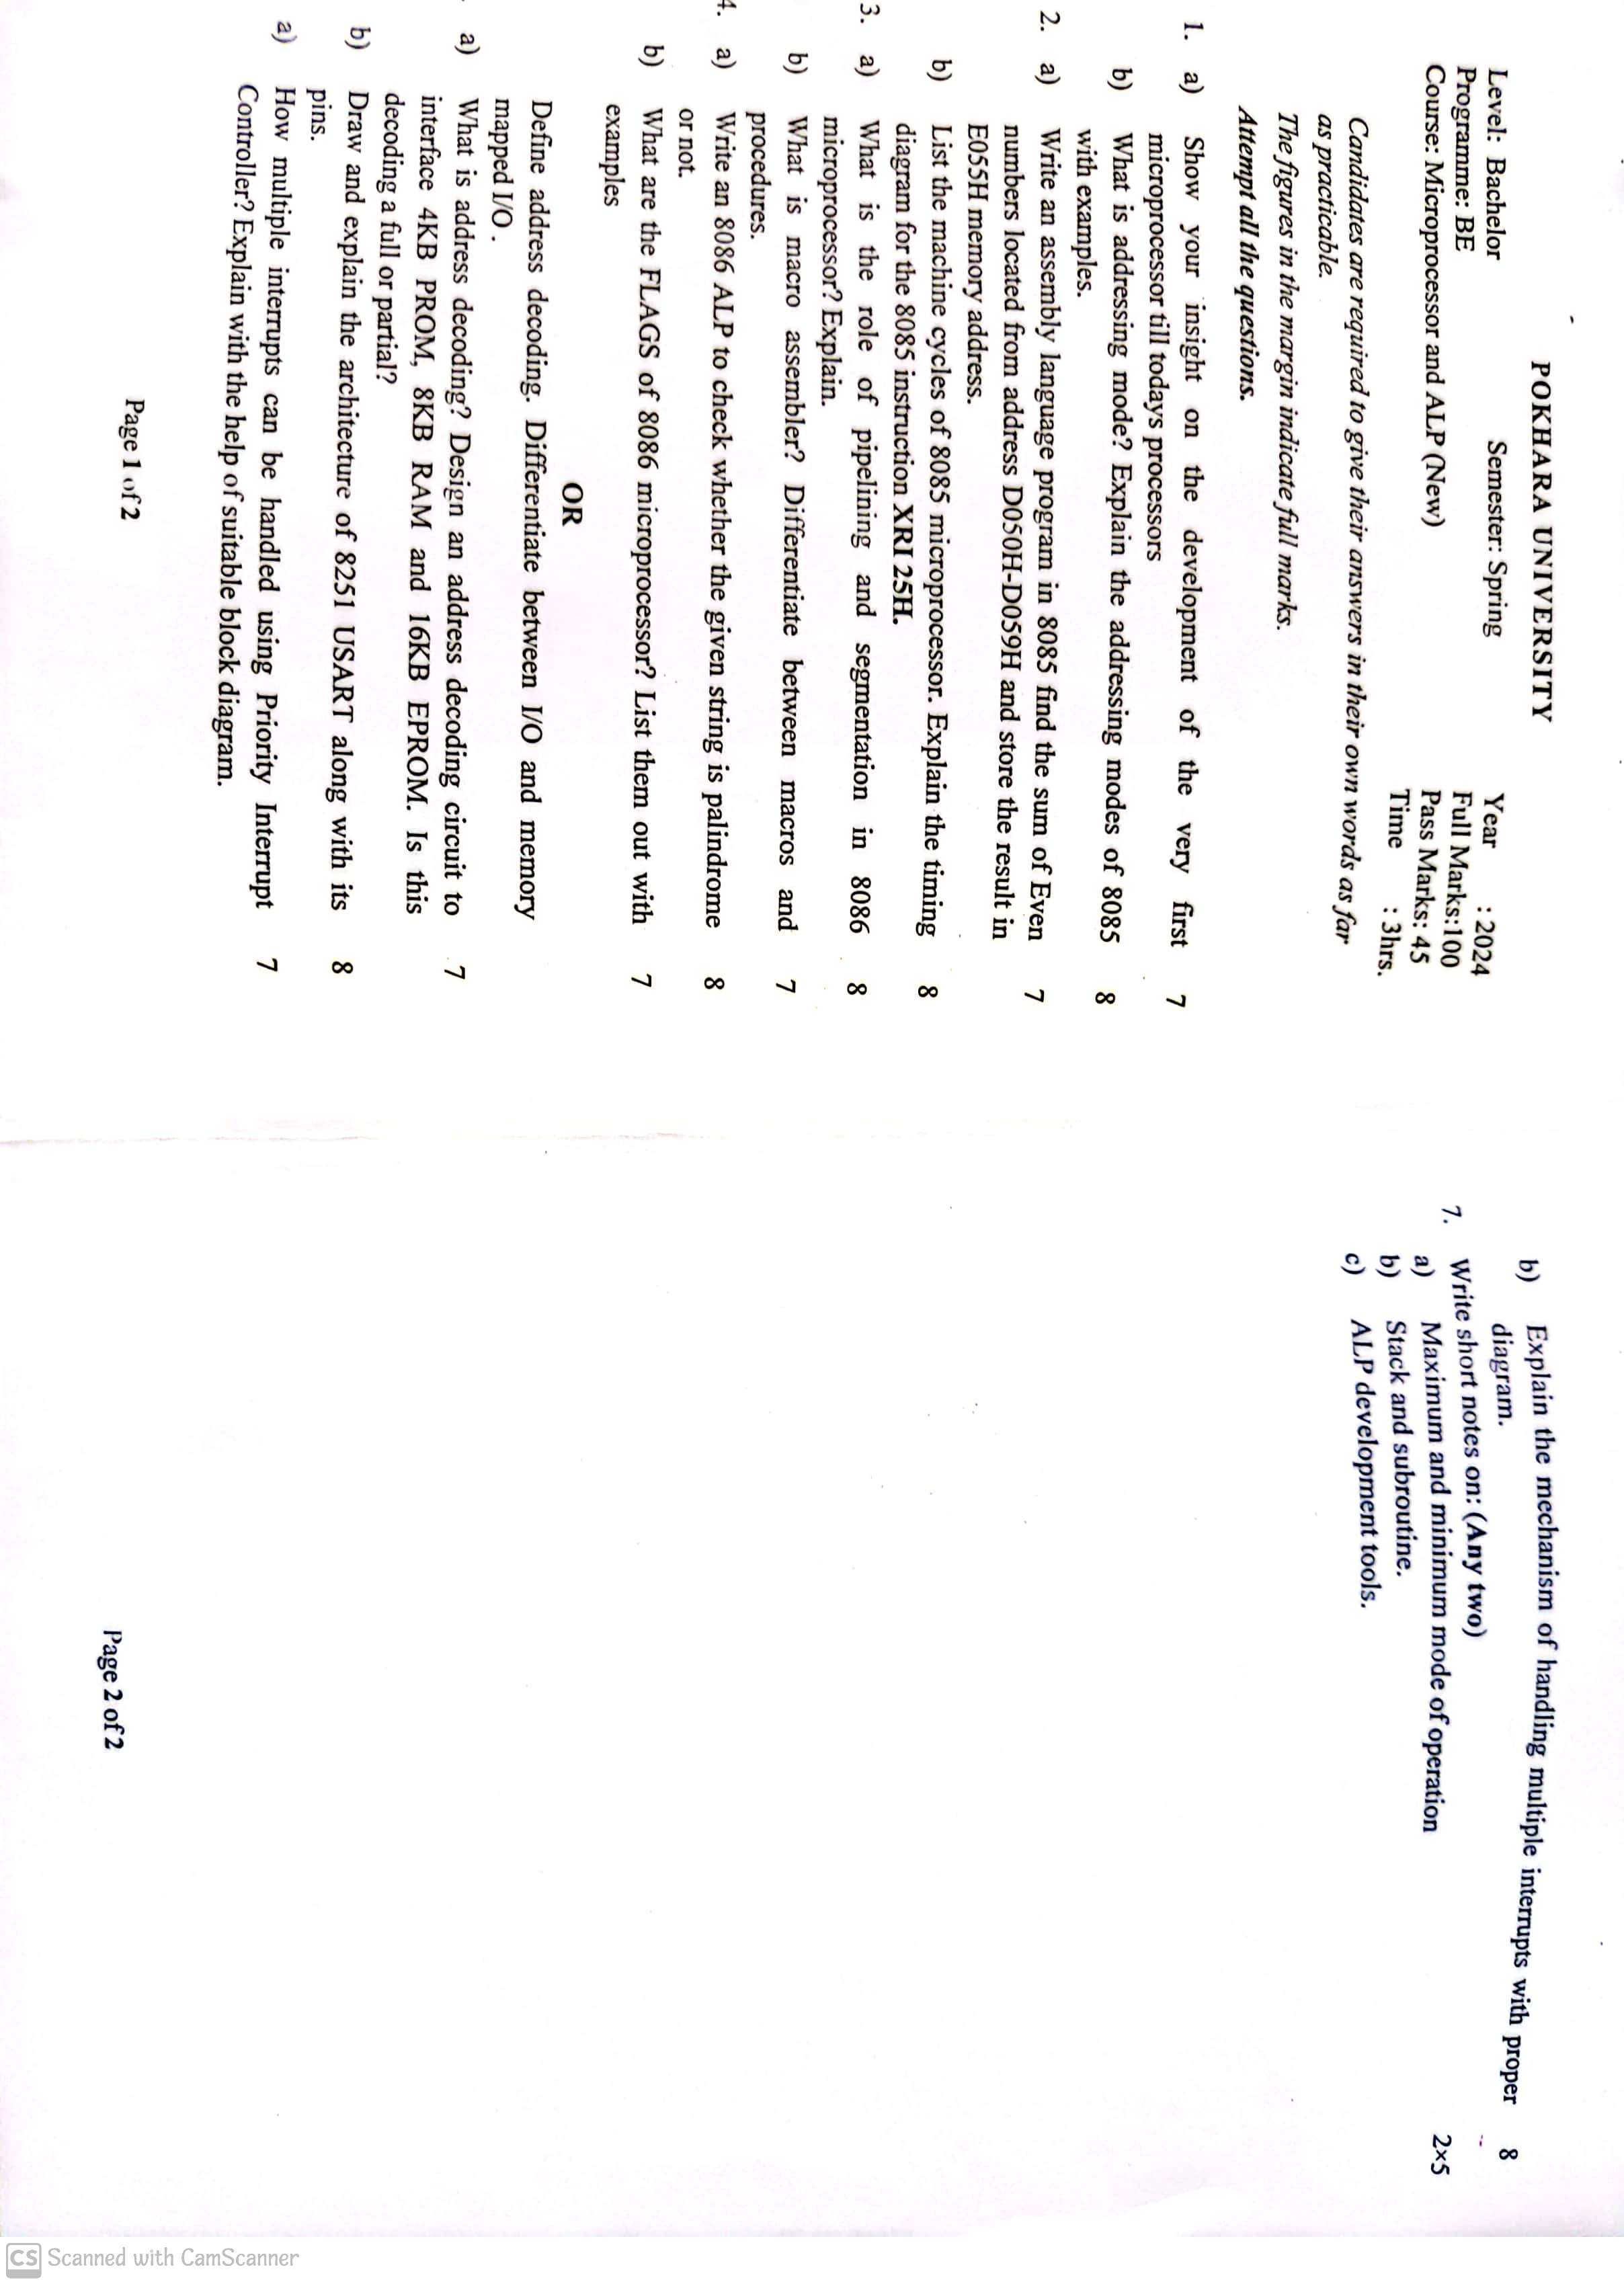 POKHARA UNIVERSITY
Level: Bachelor Semester: Spring Year : 2024
Programme: BE Full Marks:100
Course: Microprocessor and ALP (New) Pass Marks: 45
Time : 3hrs.
Candidates are required to give their answers in their own words as far
as practicable.
The figures in the margin indicate full marks.
Attempt all the questions.
1. a) Show your insight on the development of the very first 7
microprocessor till todays processors
b) What is addressing mode? Explain the addressing modes of 8085 8
with examples.
2. a) Write an assembly language program in 8085 find the sum of Even 7
numbers located from address D050H-D059H and store the result in
E055H memory address.
b) List the machine cycles of 8085 microprocessor. Explain the timing 8
diagram for the 8085 instruction XRI 25H.
3. a) What is the role of pipelining and segmentation in 8086 8
microprocessor? Explain.
b) What is macro assembler? Differentiate between macros and 7
procedures.
4. a) Write an 8086 ALP to check whether the given string is palindrome 8
or not.
b) What are the FLAGS of 8086 microprocessor? List them out with 7
examples
OR
Define address decoding. Differentiate between I/O and memory
mapped I/O .
a) What is address decoding? Design an address decoding circuit to 7
interface 4KB PROM, 8KB RAM and 16KB EPROM. Is this
decoding a full or partial?
b) Draw and explain the architecture of 8251 USART along with its 8
pins.
a) How multiple interrupts can be handled using Priority Interrupt 7
Controller? Explain with the help of suitable block diagram.
Page 1 of 2
b) Explain the mechanism of handling multiple interrupts with proper 8
diagram.
7. Write short notes on: (Any two) 2×5
a) Maximum and minimum mode of operation
b) Stack and subroutine.
c) ALP development tools.
Page 2 of 2
CS Scanned with CamScanner